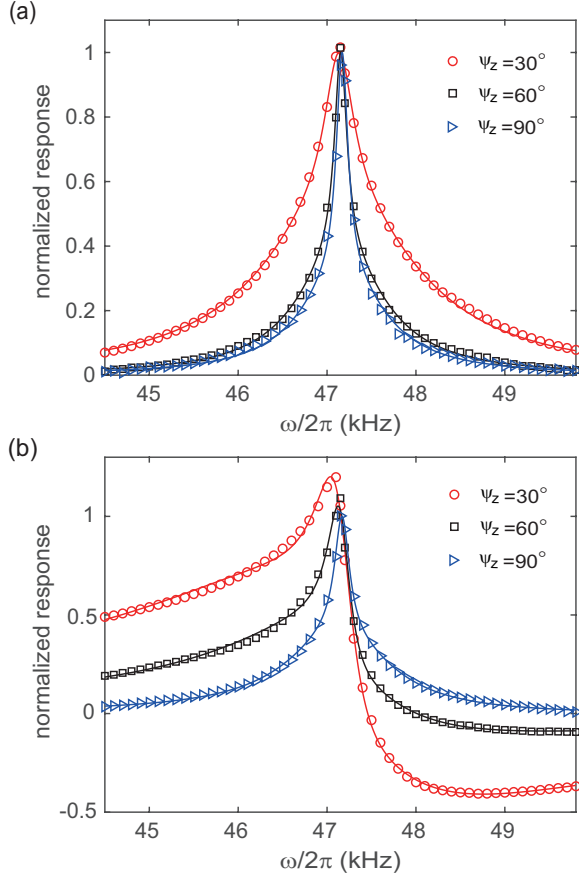 (a)
normalized response
1
0.8
0.6
0.4
0.2
0
ψz=30°
ψz=60°
ψz=90°
45 46 47 48 49
ω/2π (kHz)
(b)
normalized response
1
0.5
0
-0.5
ψz=30°
ψz=60°
ψz=90°
45 46 47 48 49
ω/2π (kHz)